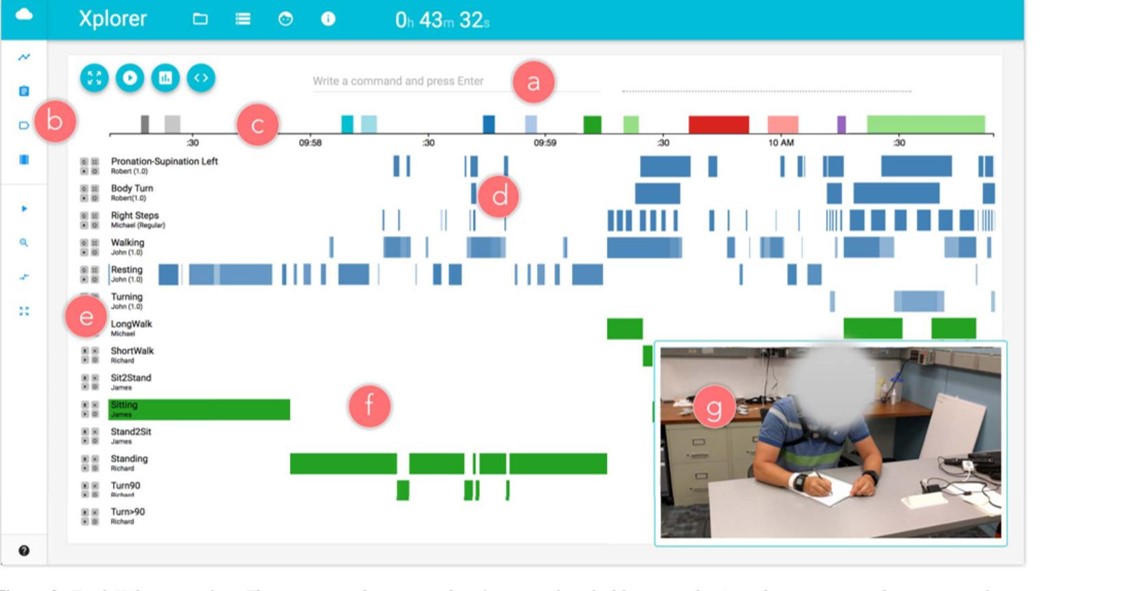 Xplorer
0h 43m 32s
Write a command and press Enter
a
b
c
:30
09:58
:30
09:59
:30
10 AM
:30
Pronation-Supination Left
Robert (1.0)
Body Turn
Robert(1.0)
d
Right Steps
Michael (Regular)
Walking
John (1.0)
Resting
John (1.0)
Turning
John (1.0)
e
LongWalk
Michael
ShortWalk
Richard
Sit2Stand
James
Sitting
James
f
g
Stand2Sit
James
Standing
Richard
Turn90
Richard
Turn>90
Richard
?